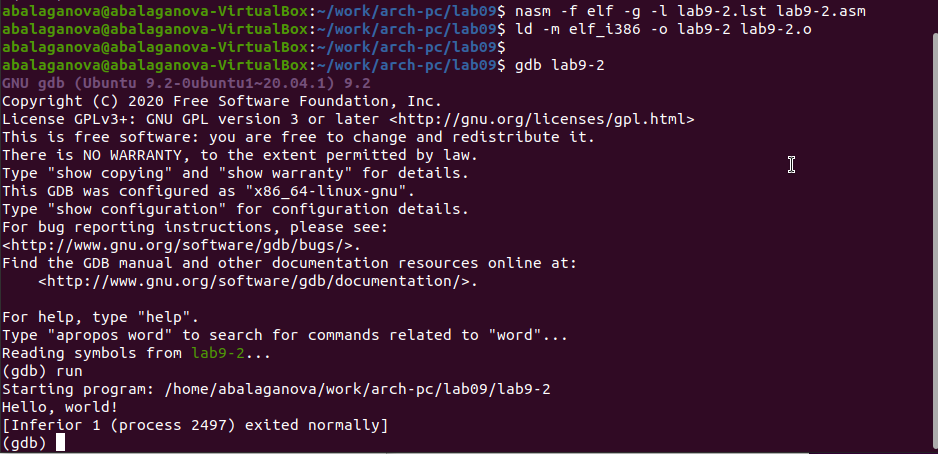 abalaganova@abalaganova-VirtualBox:~/work/arch-pc/lab09$ nasm -f elf -g -l lab9-2.lst lab9-2.asm
abalaganova@abalaganova-VirtualBox:~/work/arch-pc/lab09$ ld -m elf_i386 -o lab9-2 lab9-2.o
abalaganova@abalaganova-VirtualBox:~/work/arch-pc/lab09$
abalaganova@abalaganova-VirtualBox:~/work/arch-pc/lab09$ gdb lab9-2
GNU gdb (Ubuntu 9.2-0ubuntu1~20.04.1) 9.2
Copyright (C) 2020 Free Software Foundation, Inc.
License GPLv3+: GNU GPL version 3 or later <http://gnu.org/licenses/gpl.html>
This is free software: you are free to change and redistribute it.
There is NO WARRANTY, to the extent permitted by law.
Type "show copying" and "show warranty" for details.
This GDB was configured as "x86_64-linux-gnu".
Type "show configuration" for configuration details.
For bug reporting instructions, please see:
<http://www.gnu.org/software/gdb/bugs/>.
Find the GDB manual and other documentation resources online at:
    <http://www.gnu.org/software/gdb/documentation/>.

For help, type "help".
Type "apropos word" to search for commands related to "word"...
Reading symbols from lab9-2...
(gdb) run
Starting program: /home/abalaganova/work/arch-pc/lab09/lab9-2
Hello, world!
[Inferior 1 (process 2497) exited normally]
(gdb)